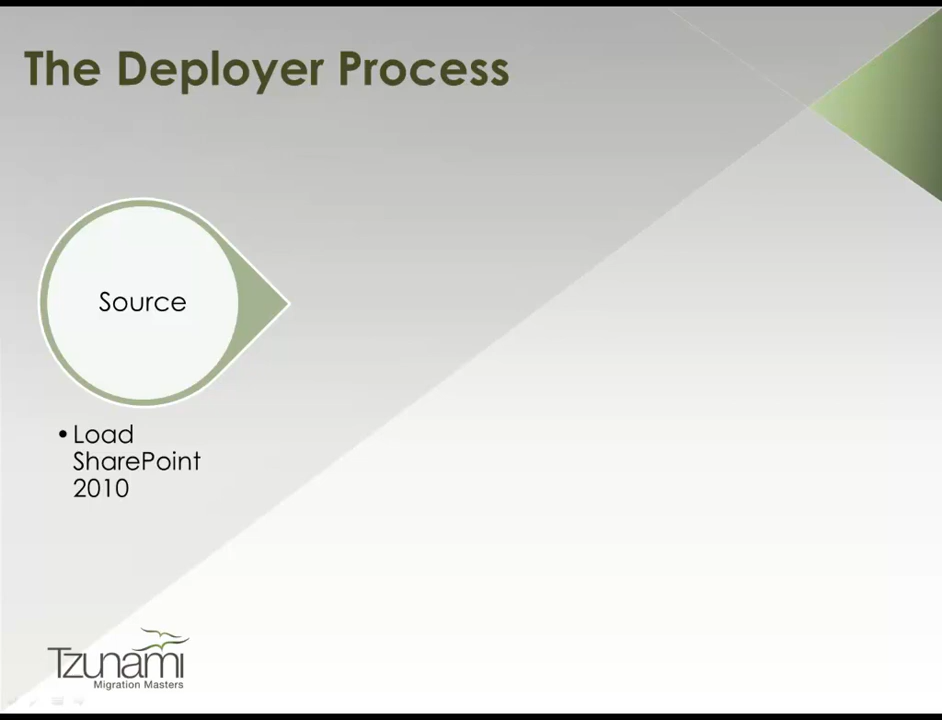 The Deployer Process
Source
•Load
SharePoint
2010
Tzunami
Migration Masters